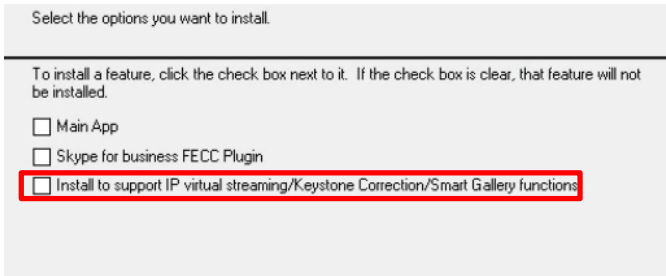 Select the options you want to install.
To install a feature, click the check box next to it. If the check box is clear, that feature will not
be installed.
Main App
Skype for business FECC Plugin
Install to support IP virtual streaming/Keystone Correction/Smart Gallery functions